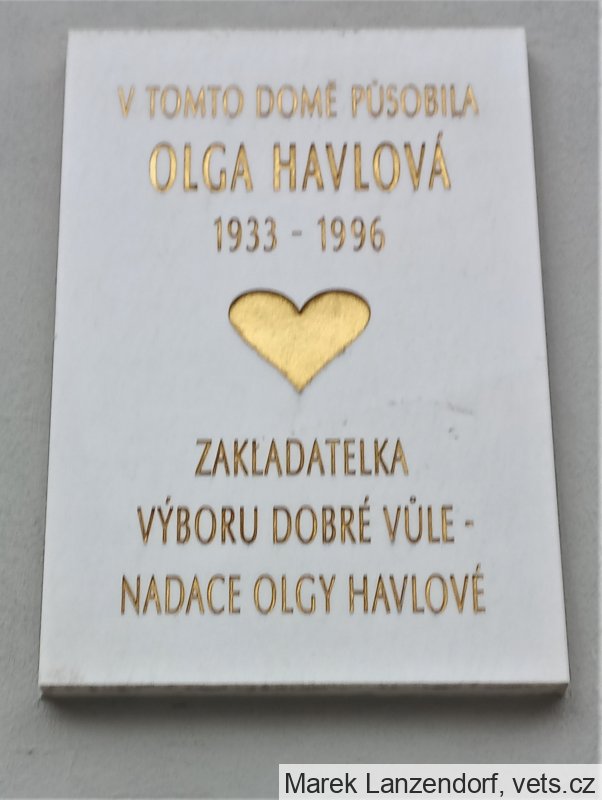 V TOMTO DOMĚ PŮSOBILA
OLGA HAVLOVÁ
1933 - 1996
ZAKLADATELKA
VÝBORU DOBRÉ VŮLE -
NADACE OLGY HAVLOVÉ
Marek Lanzendorf, vets.cz